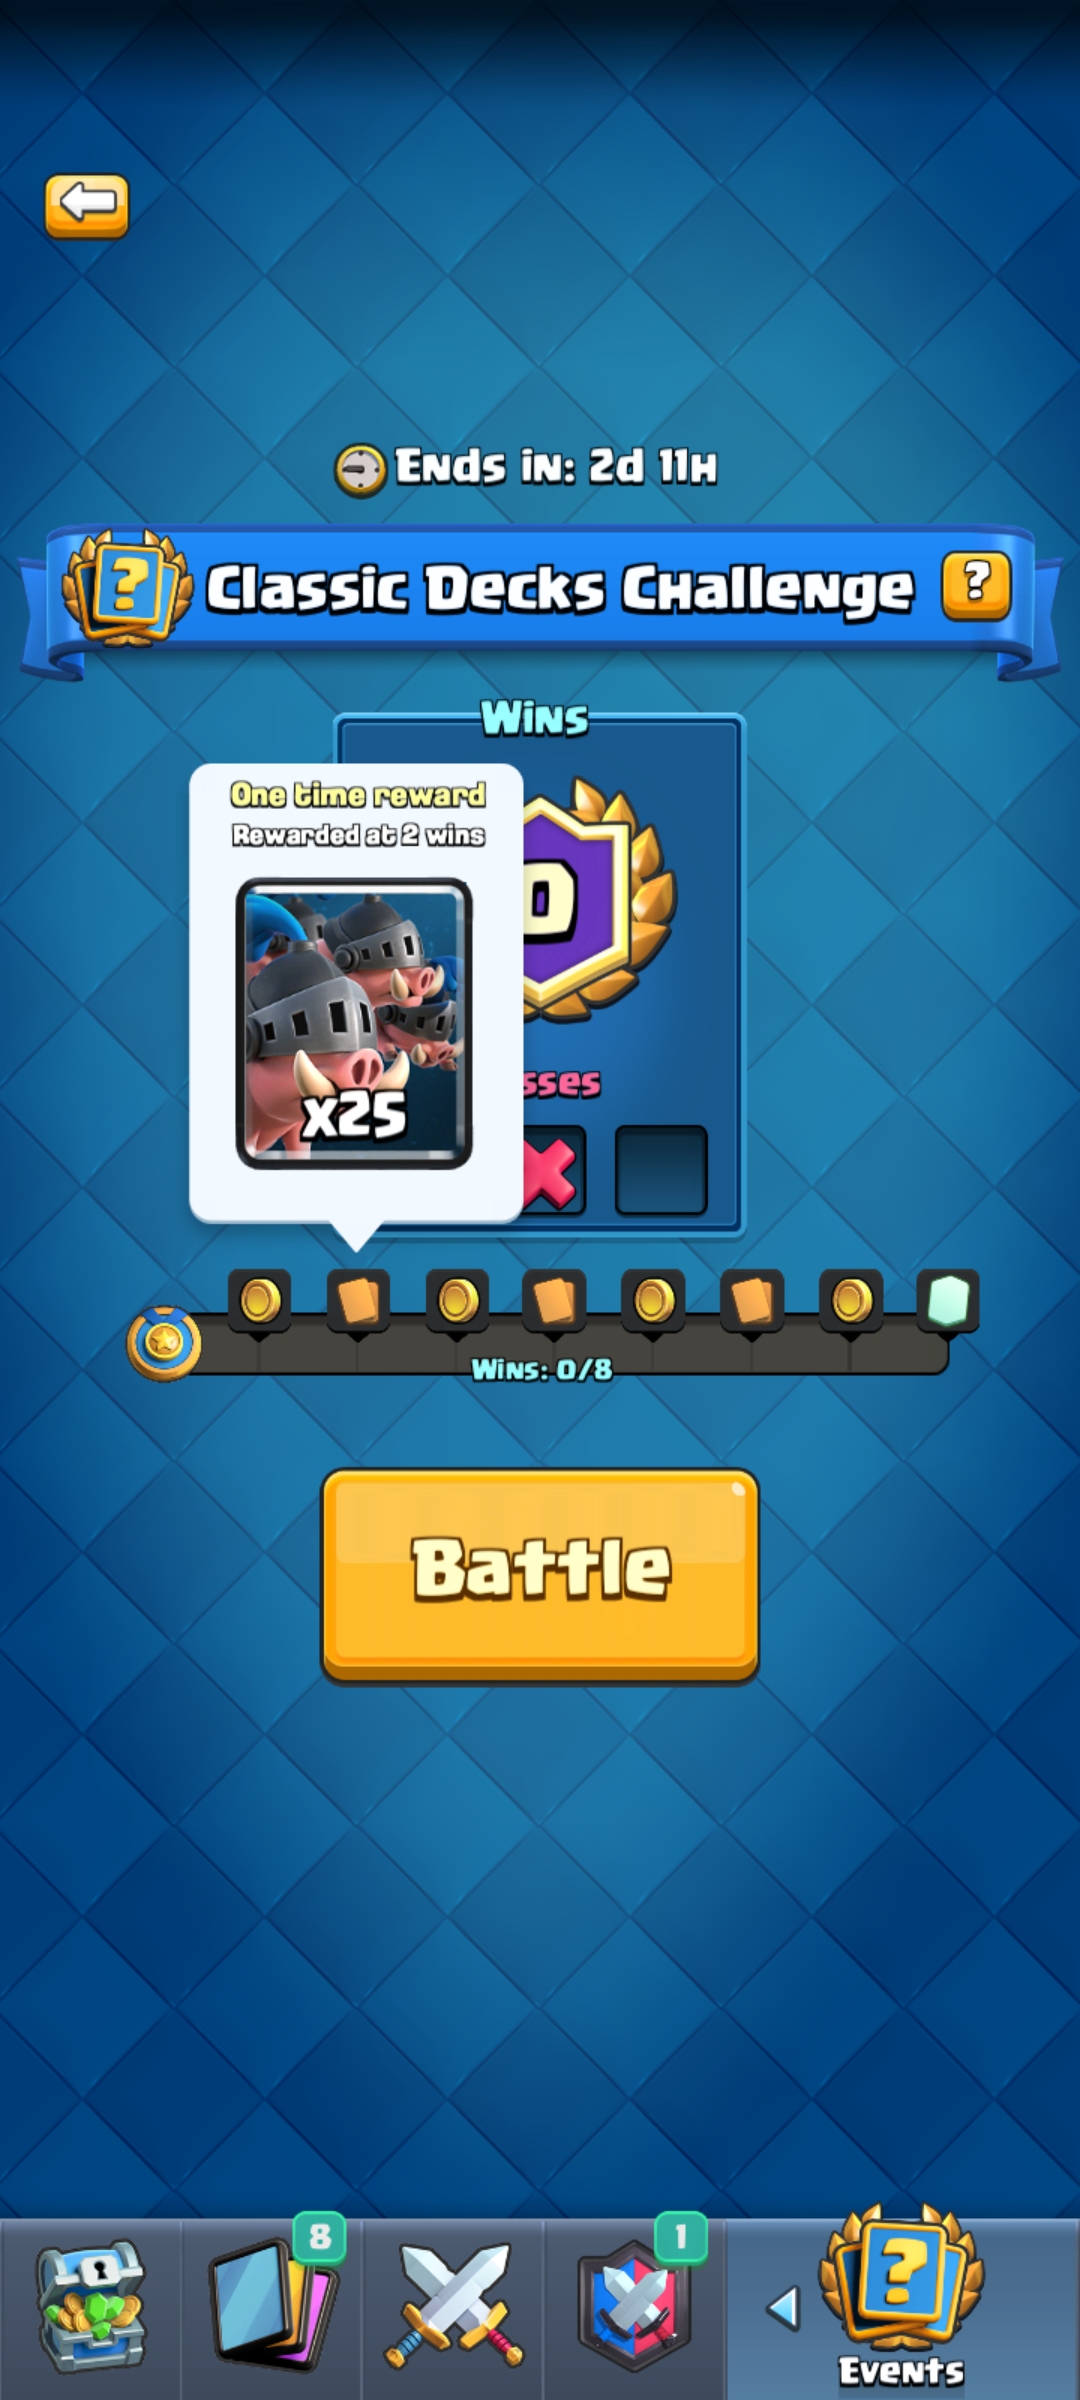 Ends in: 2d 11h
Classic Decks Challenge
?
Wins
One time reward
Rewarded at 2 wins
0
x25
Wins: 0/8
Battle
8
1
Events